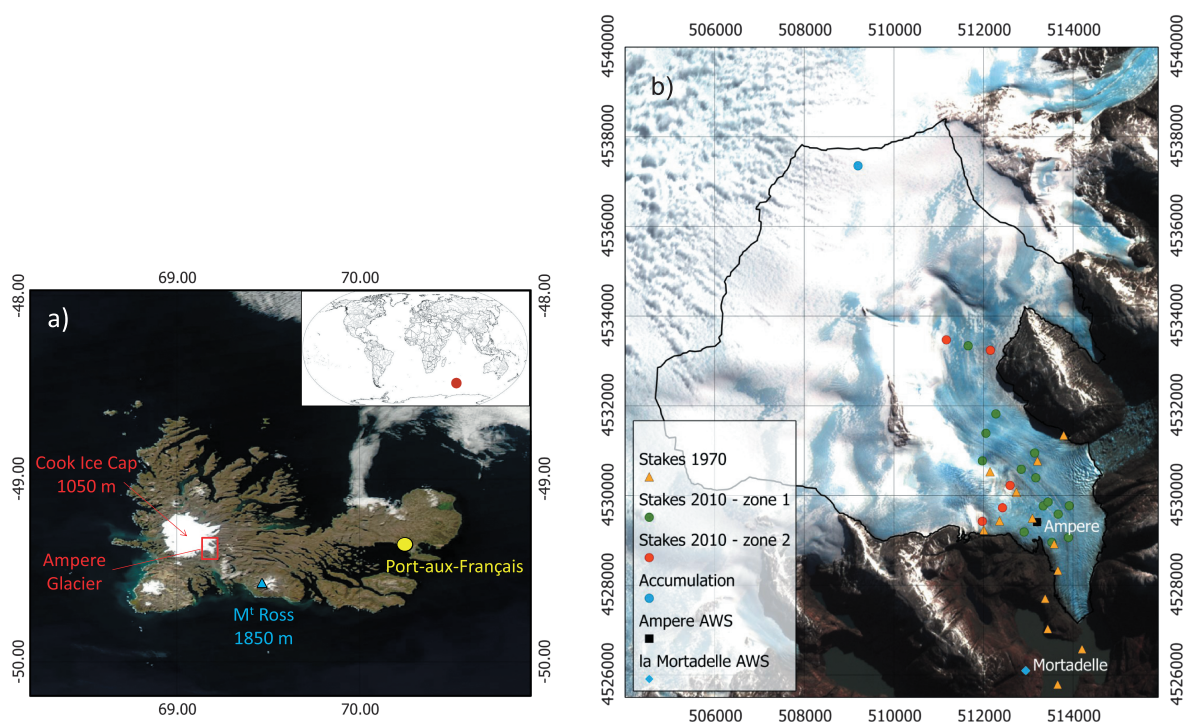 a)
69.00
70.00
-48.00
-48.00
-49.00
-49.00
-50.00
-50.00
69.00
70.00
Cook Ice Cap
1050 m
Ampere
Glacier
Mt Ross
1850 m
Port-aux-Français
b)
506000
508000
510000
512000
514000
4540000
4540000
4538000
4538000
4536000
4536000
4534000
4534000
4532000
4532000
4530000
4530000
4528000
4528000
4526000
4526000
506000
508000
510000
512000
514000
Stakes 1970
Stakes 2010 - zone 1
Stakes 2010 - zone 2
Accumulation
Ampere AWS
la Mortadelle AWS
Ampere
Mortadelle